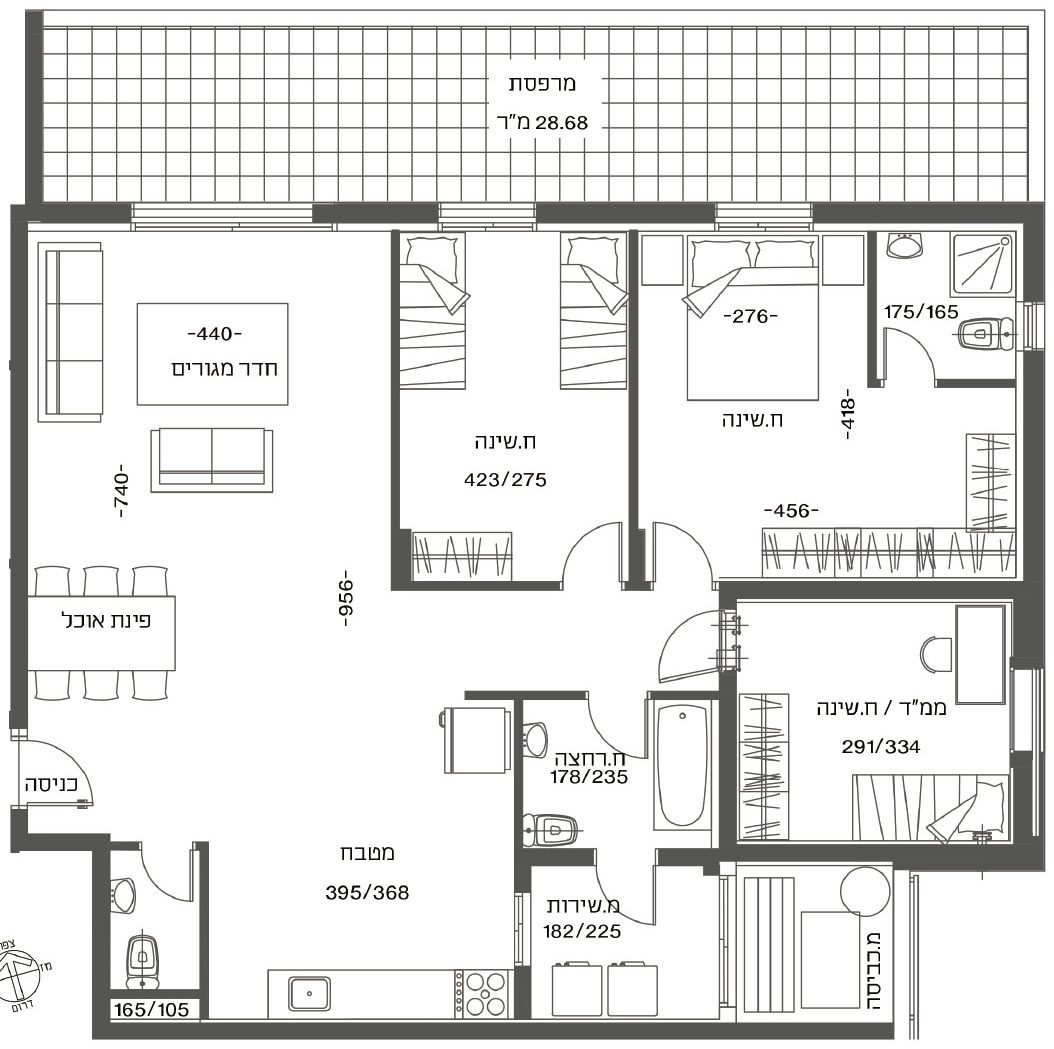 מרפסת
28.68 מ"ר
-440-
חדר מגורים
-740-
-956-
ח.שינה
423/275
-276-
ח.שינה
-418-
-456-
175/165
פינת אוכל
כניסה
ממ"ד / ח.שינה
291/334
ח.רחצה
178/235
מטבח
395/368
מ.שירות
182/225
מ.כביסה
165/105
צפון
מז
דרום